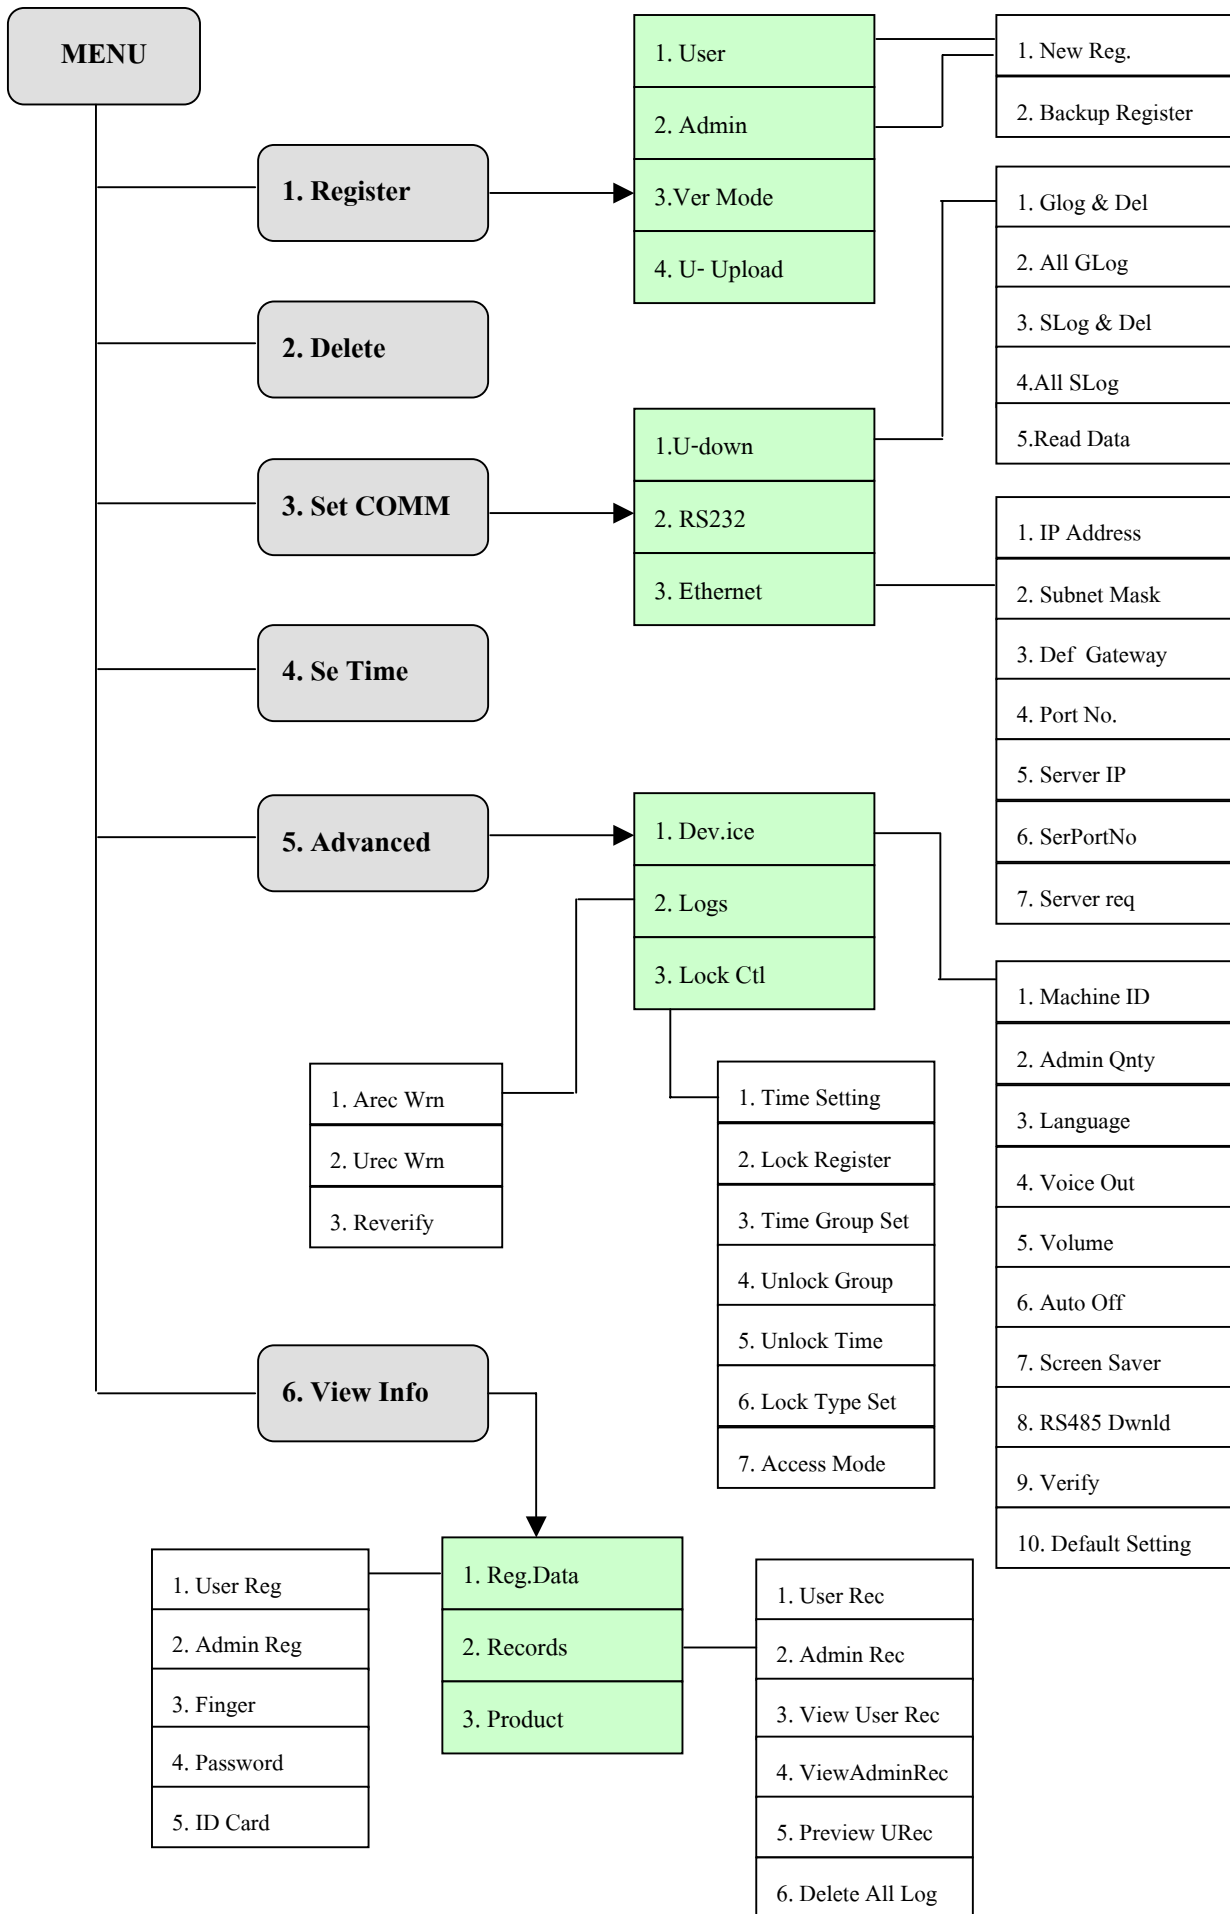 MENU
1. Register
2. Delete
3. Set COMM
4. Se Time
5. Advanced
6. View Info
1. User
2. Admin
3.Ver Mode
4. U- Upload
1. New Reg.
2. Backup Register
1.U-down
2. RS232
3. Ethernet
1. Glog & Del
2. All GLog
3. SLog & Del
4.All SLog
5.Read Data
1. IP Address
2. Subnet Mask
3. Def Gateway
4. Port No.
5. Server IP
6. SerPortNo
7. Server req
1. Dev.ice
2. Logs
3. Lock Ctl
1. Machine ID
2. Admin Qnty
3. Language
4. Voice Out
5. Volume
6. Auto Off
7. Screen Saver
8. RS485 Dwnld
9. Verify
10. Default Setting
1. Arec Wrn
2. Urec Wrn
3. Reverify
1. Time Setting
2. Lock Register
3. Time Group Set
4. Unlock Group
5. Unlock Time
6. Lock Type Set
7. Access Mode
1. Reg.Data
2. Records
3. Product
1. User Reg
2. Admin Reg
3. Finger
4. Password
5. ID Card
1. User Rec
2. Admin Rec
3. View User Rec
4. ViewAdminRec
5. Preview URec
6. Delete All Log